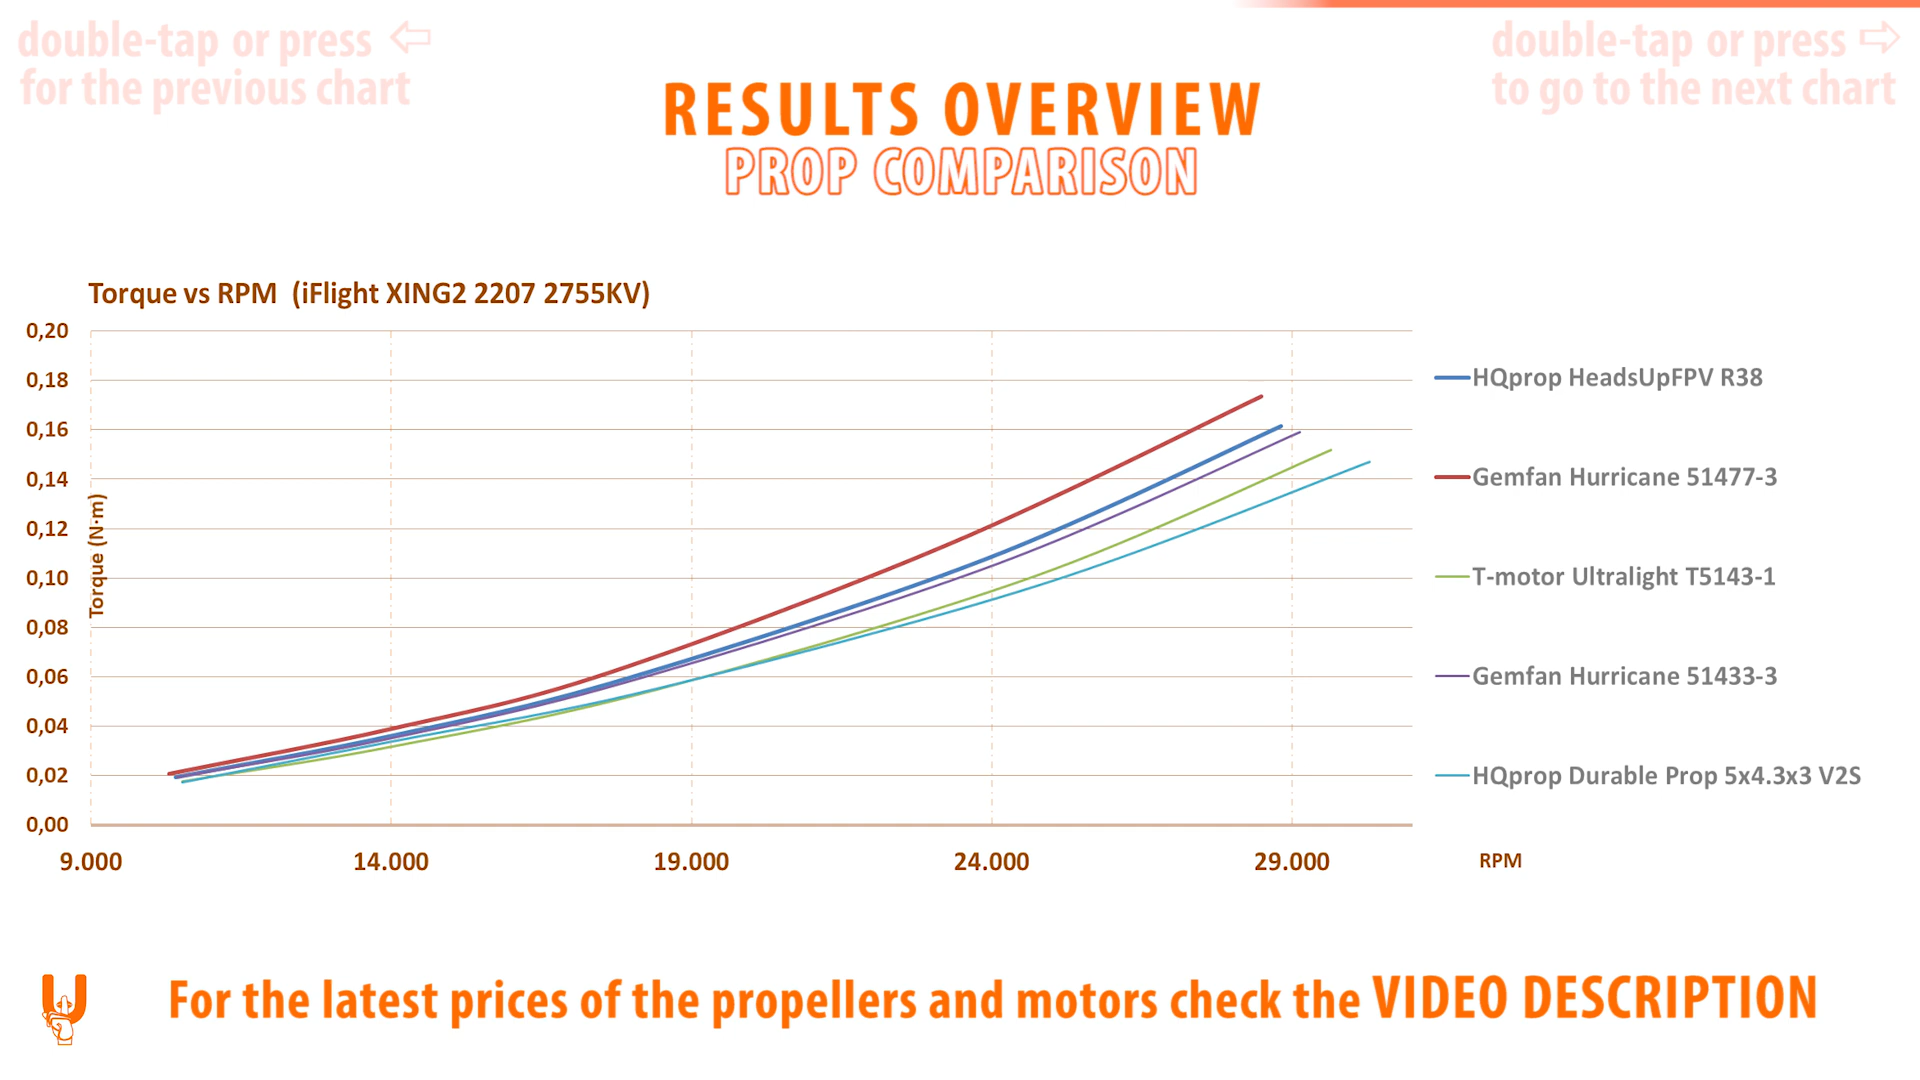 double-tap or press ⇦
for the previous chart
double-tap or press ⇨
to go to the next chart
RESULTS OVERVIEW
PROP COMPARISON
Torque vs RPM (iFlight XING2 2207 2755KV)
0,20
0,18
0,16
0,14
0,12
0,10
0,08
0,06
0,04
0,02
0,00
Torque (N·m)
9.000
14.000
19.000
24.000
29.000
RPM
HQprop HeadsUpFPV R38
Gemfan Hurricane 51477-3
T-motor Ultralight T5143-1
Gemfan Hurricane 51433-3
HQprop Durable Prop 5x4.3x3 V2S
For the latest prices of the propellers and motors check the VIDEO DESCRIPTION